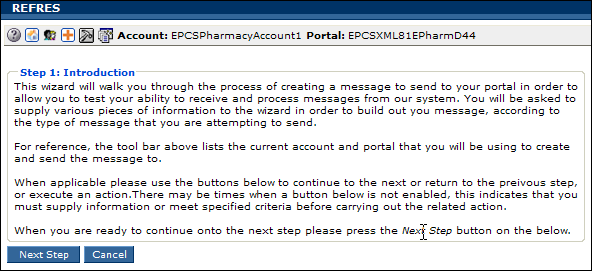 REFRES
Account: EPCSPharmacyAccount1 Portal: EPCSXML81EPharmD44
Step 1: Introduction
This wizard will walk you through the process of creating a message to send to your portal in order to
allow you to test your ability to receive and process messages from our system. You will be asked to
supply various pieces of information to the wizard in order to build out you message, according to
the type of message that you are attempting to send.
For reference, the tool bar above lists the current account and portal that you will be using to create
and send the message to.
When applicable please use the buttons below to continue to the next or return to the preivous step,
or execute an action.There may be times when a button below is not enabled, this indicates that you
must supply information or meet specified criteria before carrying out the related action.
When you are ready to continue onto the next step please press the Next Step button on the below.
Next Step Cancel